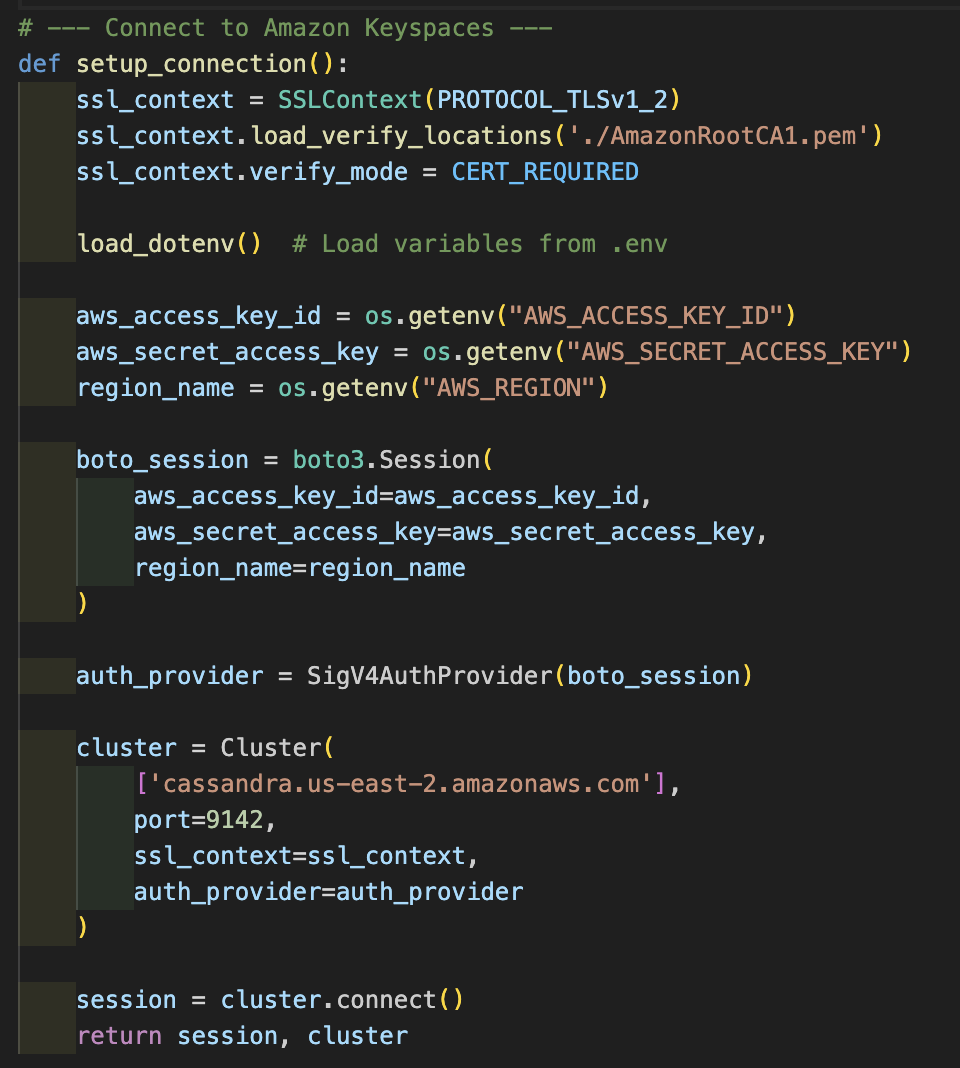 # --- Connect to Amazon Keyspaces ---
def setup_connection():
    ssl_context = SSLContext(PROTOCOL_TLSv1_2)
    ssl_context.load_verify_locations('./AmazonRootCA1.pem')
    ssl_context.verify_mode = CERT_REQUIRED

    load_dotenv()  # Load variables from .env

    aws_access_key_id = os.getenv("AWS_ACCESS_KEY_ID")
    aws_secret_access_key = os.getenv("AWS_SECRET_ACCESS_KEY")
    region_name = os.getenv("AWS_REGION")

    boto_session = boto3.Session(
        aws_access_key_id=aws_access_key_id,
        aws_secret_access_key=aws_secret_access_key,
        region_name=region_name
    )

    auth_provider = SigV4AuthProvider(boto_session)

    cluster = Cluster(
        ['cassandra.us-east-2.amazonaws.com'],
        port=9142,
        ssl_context=ssl_context,
        auth_provider=auth_provider
    )

    session = cluster.connect()
    return session, cluster